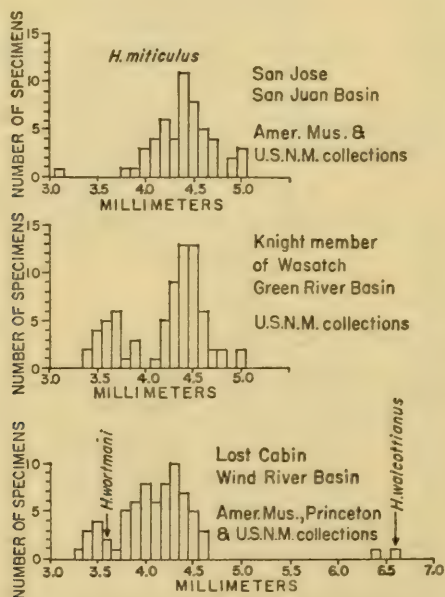 NUMBER OF SPECIMENS
15
10
5
0
H. miticulus
San Jose
San Juan Basin
Amer. Mus. &
U.S.N.M. collections
3.0 3.5 4.0 4.5 5.0
MILLIMETERS
NUMBER OF SPECIMENS
15
10
5
0
Knight member
of Wasatch
Green River Basin
U.S.N.M. collections
3.0 3.5 4.0 4.5 5.0
MILLIMETERS
NUMBER OF SPECIMENS
10
5
0
H. wortmani
Lost Cabin
Wind River Basin
Amer. Mus., Princeton
& U.S.N.M. collections
H. walcottianus
3.0 3.5 4.0 4.5 5.0 5.5 6.0 6.5 7.0
MILLIMETERS